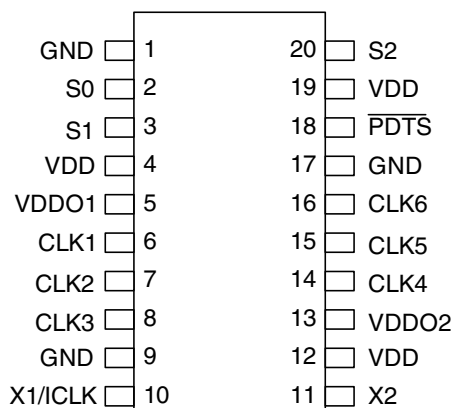 GND 1 20 S2
S0 2 19 VDD
S1 3 18 PDTS
VDD 4 17 GND
VDDO1 5 16 CLK6
CLK1 6 15 CLK5
CLK2 7 14 CLK4
CLK3 8 13 VDDO2
GND 9 12 VDD
X1/ICLK 10 11 X2